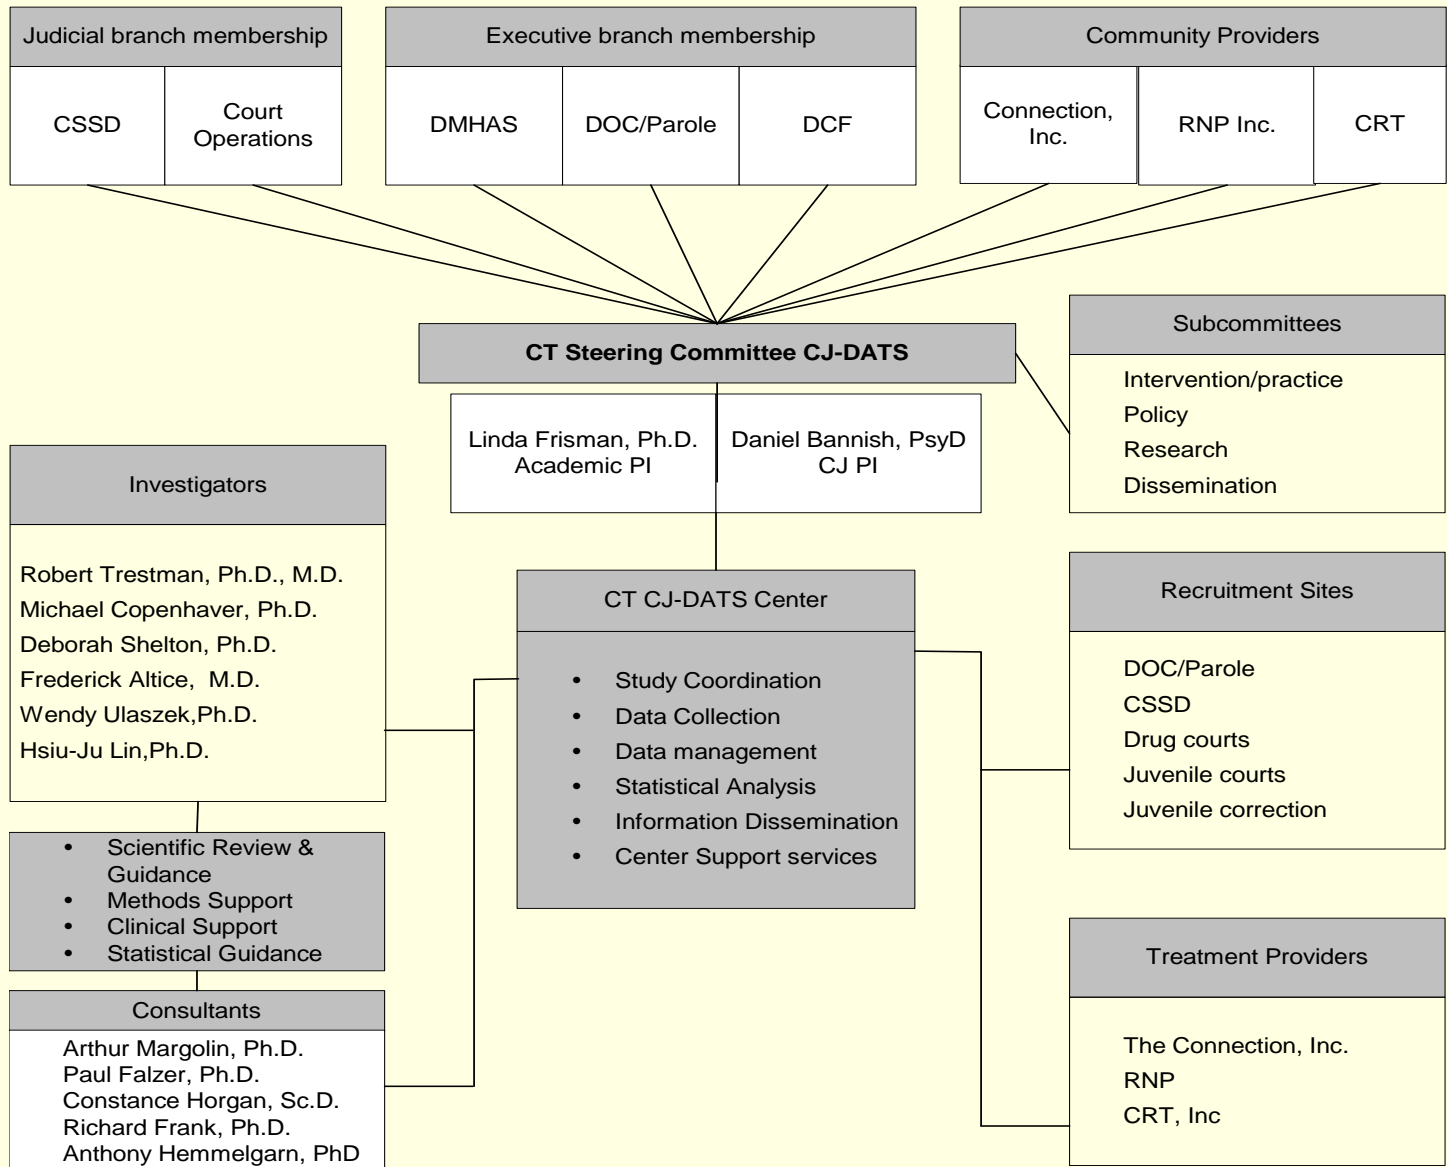 Judicial branch membership
CSSD
Court
Operations
Executive branch membership
DMHAS
DOC/Parole
DCF
Community Providers
Connection,
Inc.
RNP Inc.
CRT
CT Steering Committee CJ-DATS
Linda Frisman, Ph.D.
Academic PI
Daniel Bannish, PsyD
CJ PI
Subcommittees
Intervention/practice
Policy
Research
Dissemination
Investigators
Robert Trestman, Ph.D., M.D.
Michael Copenhaver, Ph.D.
Deborah Shelton, Ph.D.
Frederick Altice, M.D.
Wendy Ulaszek,Ph.D.
Hsiu-Ju Lin,Ph.D.
• Scientific Review &
Guidance
• Methods Support
• Clinical Support
• Statistical Guidance
Consultants
Arthur Margolin, Ph.D.
Paul Falzer, Ph.D.
Constance Horgan, Sc.D.
Richard Frank, Ph.D.
Anthony Hemmelgarn, PhD
CT CJ-DATS Center
• Study Coordination
• Data Collection
• Data management
• Statistical Analysis
• Information Dissemination
• Center Support services
Recruitment Sites
DOC/Parole
CSSD
Drug courts
Juvenile courts
Juvenile correction
Treatment Providers
The Connection, Inc.
RNP
CRT, Inc